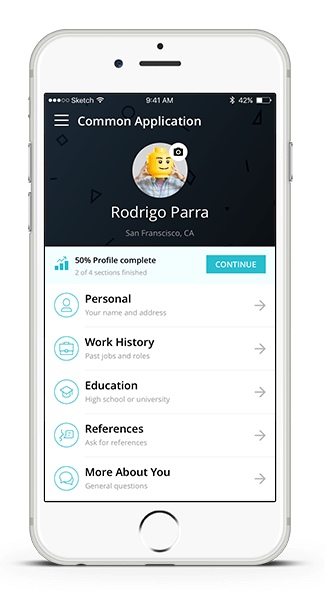 Sketch 9:41 AM 42%
Common Application
Rodrigo Parra
San Franscisco, CA
50% Profile complete
2 of 4 sections finished
CONTINUE
Personal
Your name and address
Work History
Past jobs and roles
Education
High school or university
References
Ask for references
More About You
General questions